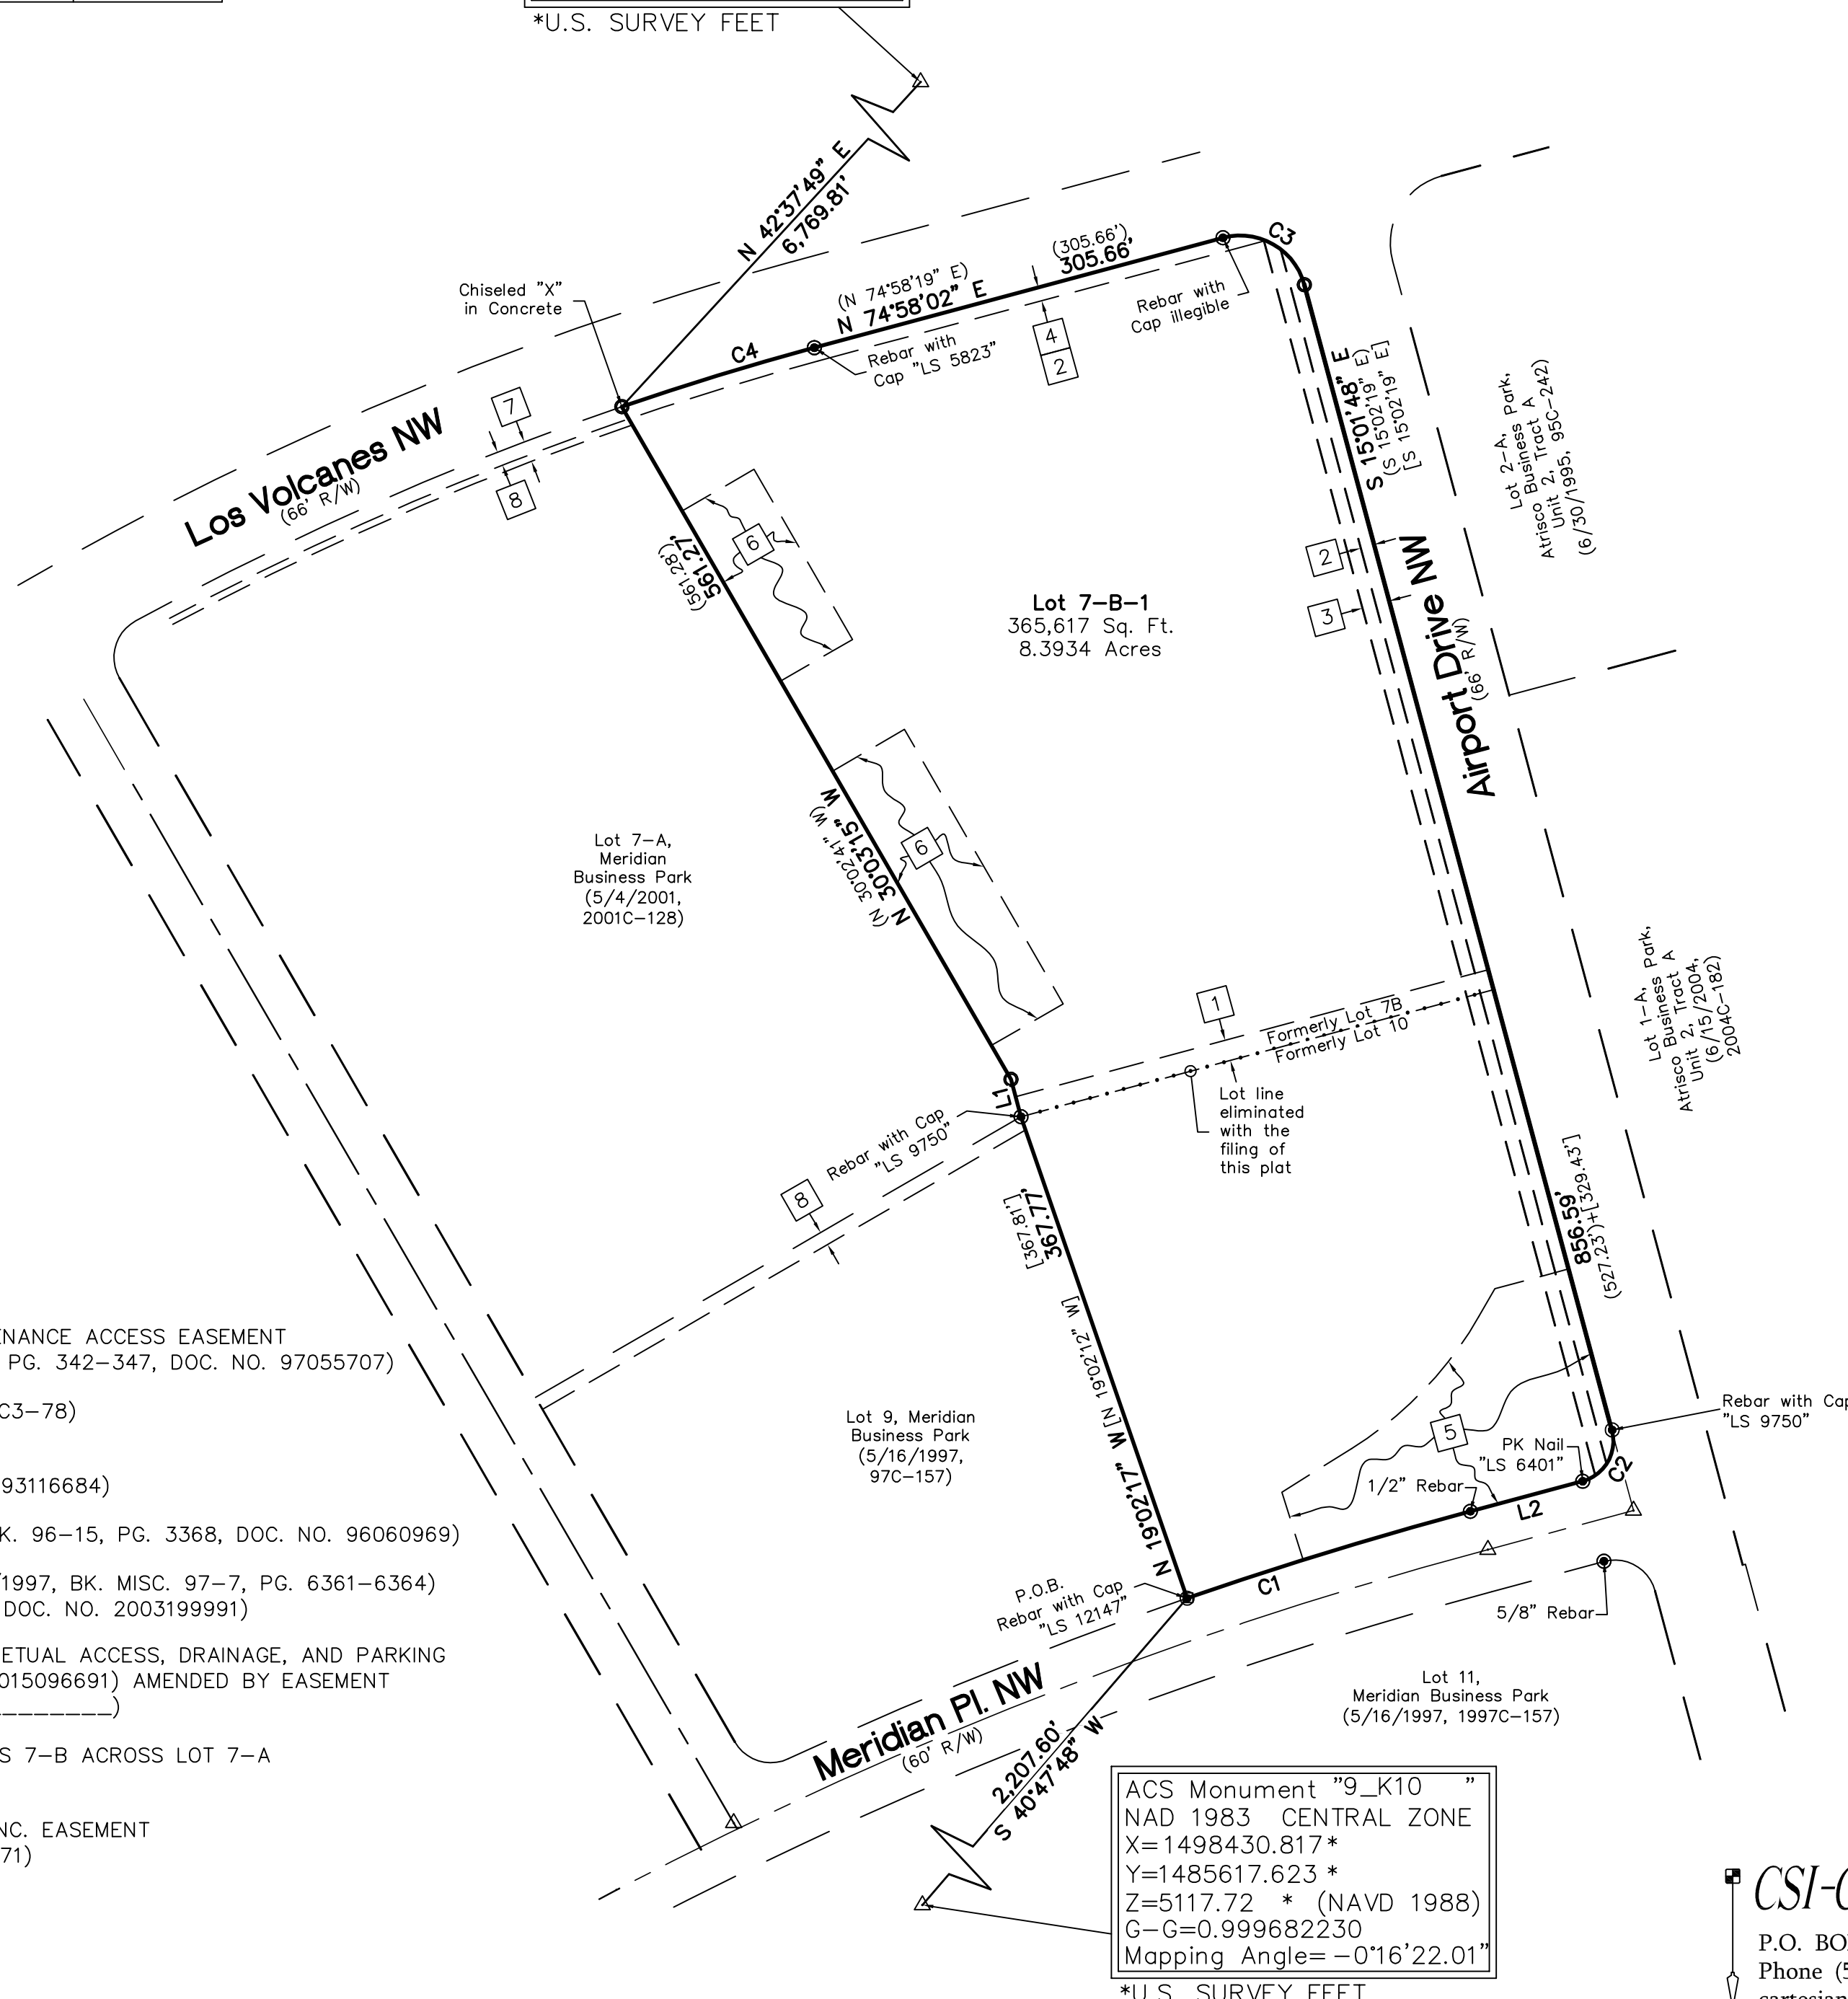 *U.S. SURVEY FEET
N 42°37'49" E
6,769.81'
Chiseled "X"
in Concrete
C4
(N 74°58'19" E)
N 74°58'02" E
(305.66')
305.66'
C3
Rebar with
Cap illegible
Rebar with
Cap "LS 5823"
4
2
7
8
Los Volcanes NW
(66' R/W)
S 15°01'48" E
(S 15°02'19" E)
[S 15°02'19" E]
Lot 2-A,
Atrisco Business Park,
Unit 2, Tract A
(6/30/1995, 95C-242)
6
561.27'
(561.28')
Lot 7-B-1
365,617 Sq. Ft.
8.3934 Acres
2
3
Airport Drive NW
(66' R/W)
6
N 30°03'15" W
(N 30°02'41" W)
Lot 7-A,
Meridian
Business Park
(5/4/2001,
2001C-128)
Lot 1-A,
Atrisco Business Park,
Unit 2, Tract A
(6/15/2004,
2004C-182)
1
Formerly Lot 7B
Formerly Lot 10
L1
Lot line
eliminated
with the
filing of
this plat
Rebar with Cap
"LS 9750"
8
367.77'
[367.81']
856.59'
(527.23')+[329.43']
N 19°02'17" W [N 19°02'12" W]
Lot 9, Meridian
Business Park
(5/16/1997,
97C-157)
5
PK Nail
"LS 6401"
1/2" Rebar
Rebar with Cap
"LS 9750"
C2
L2
C1
P.O.B.
Rebar with Cap
"LS 12147"
5/8" Rebar
Meridian Pl. NW
(60' R/W)
2,207.60'
S 40°47'48" W
Lot 11,
Meridian Business Park
(5/16/1997, 1997C-157)
ENANCE ACCESS EASEMENT
PG. 342-347, DOC. NO. 97055707)
C3-78)
93116684)
K. 96-15, PG. 3368, DOC. NO. 96060969)
/1997, BK. MISC. 97-7, PG. 6361-6364)
DOC. NO. 2003199991)
ETUAL ACCESS, DRAINAGE, AND PARKING
015096691) AMENDED BY EASEMENT
________)
S 7-B ACROSS LOT 7-A
NC. EASEMENT
71)
ACS Monument "9_K10 "
NAD 1983 CENTRAL ZONE
X=1498430.817*
Y=1485617.623 *
Z=5117.72 * (NAVD 1988)
G-G=0.999682230
Mapping Angle= -0°16'22.01"
*U.S. SURVEY FEET
CSI-C
P.O. BO
Phone (5
cartesian